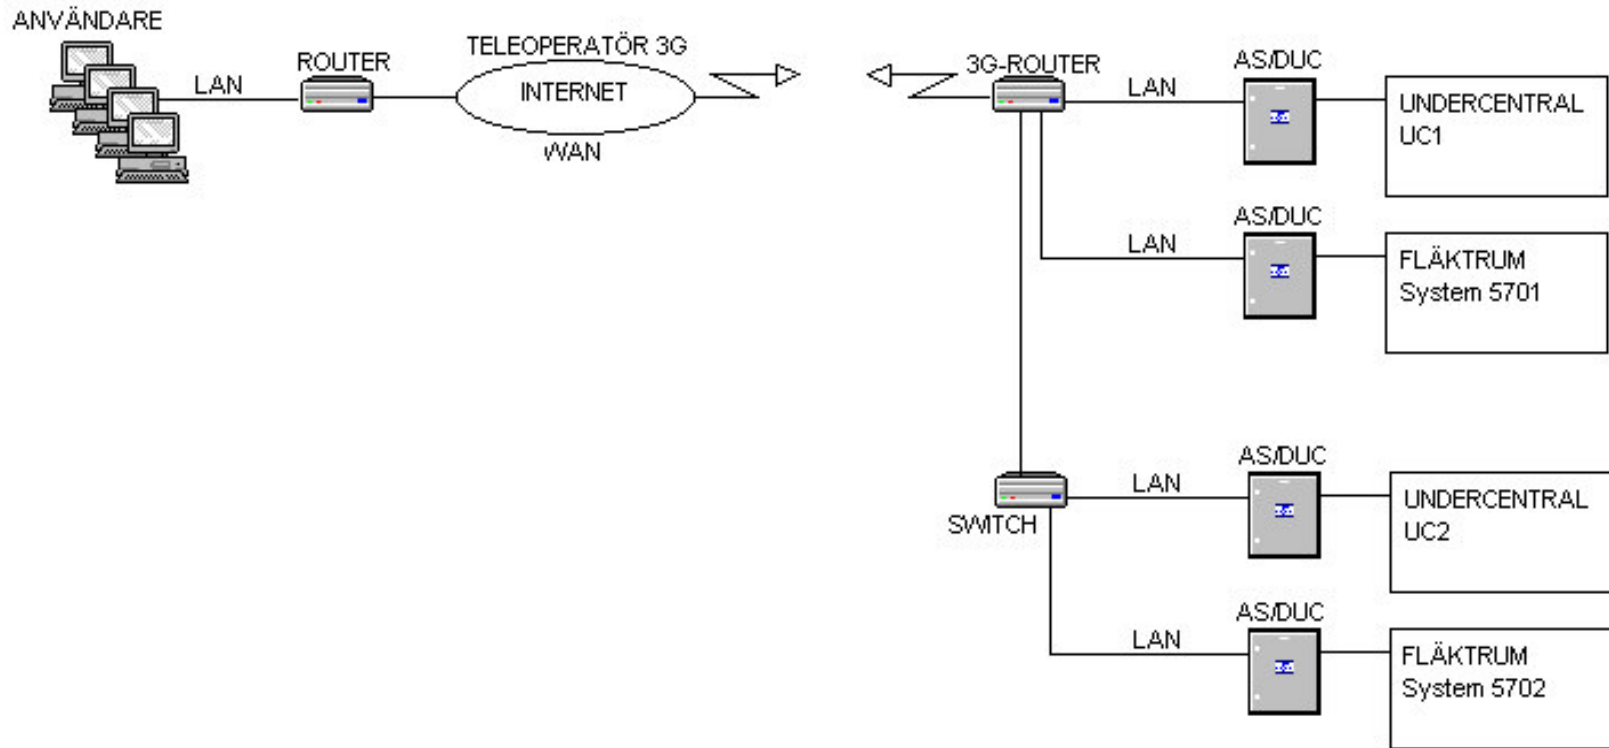 ANVÄNDARE
LAN
ROUTER
TELEOPERATÖR 3G
INTERNET
WAN
3G-ROUTER
LAN
AS/DUC
UNDERCENTRAL
UC1
LAN
AS/DUC
FLÄKTRUM
System 5701
SWITCH
LAN
AS/DUC
UNDERCENTRAL
UC2
LAN
AS/DUC
FLÄKTRUM
System 5702